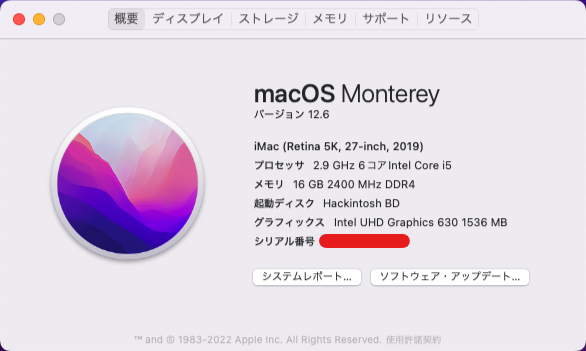 概要 ディスプレイ ストレージ メモリ サポート リソース
macOS Monterey
バージョン 12.6
iMac (Retina 5K, 27-inch, 2019)
プロセッサ 2.9 GHz 6コアIntel Core i5
メモリ 16 GB 2400 MHz DDR4
起動ディスク Hackintosh BD
グラフィックス Intel UHD Graphics 630 1536 MB
シリアル番号
システムレポート... ソフトウェア・アップデート...
™ and © 1983-2022 Apple Inc. All Rights Reserved. 使用許諾契約